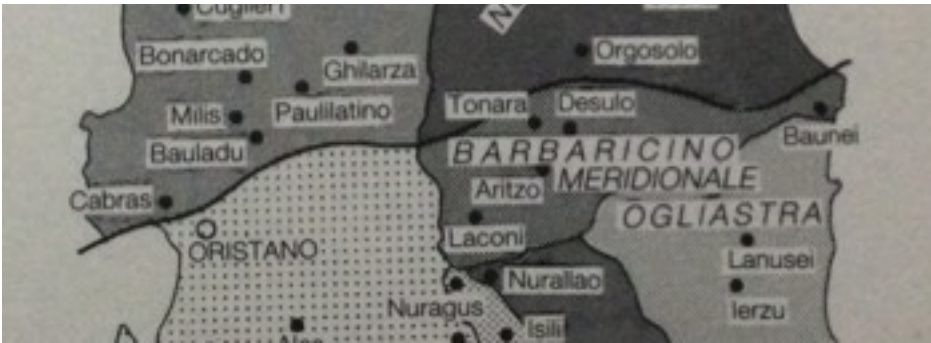 Cuglieri
Orgosolo
Bonarcado
Ghilarza
Paulilatino
Tonara
Desulo
Milis
Baunei
Bauladu
BARBARICINO
MERIDIONALE
Aritzo
Cabras
OGLIASTRA
Laconi
ORISTANO
Lanusei
Nurallao
Nuragus
Ierzu
Isili